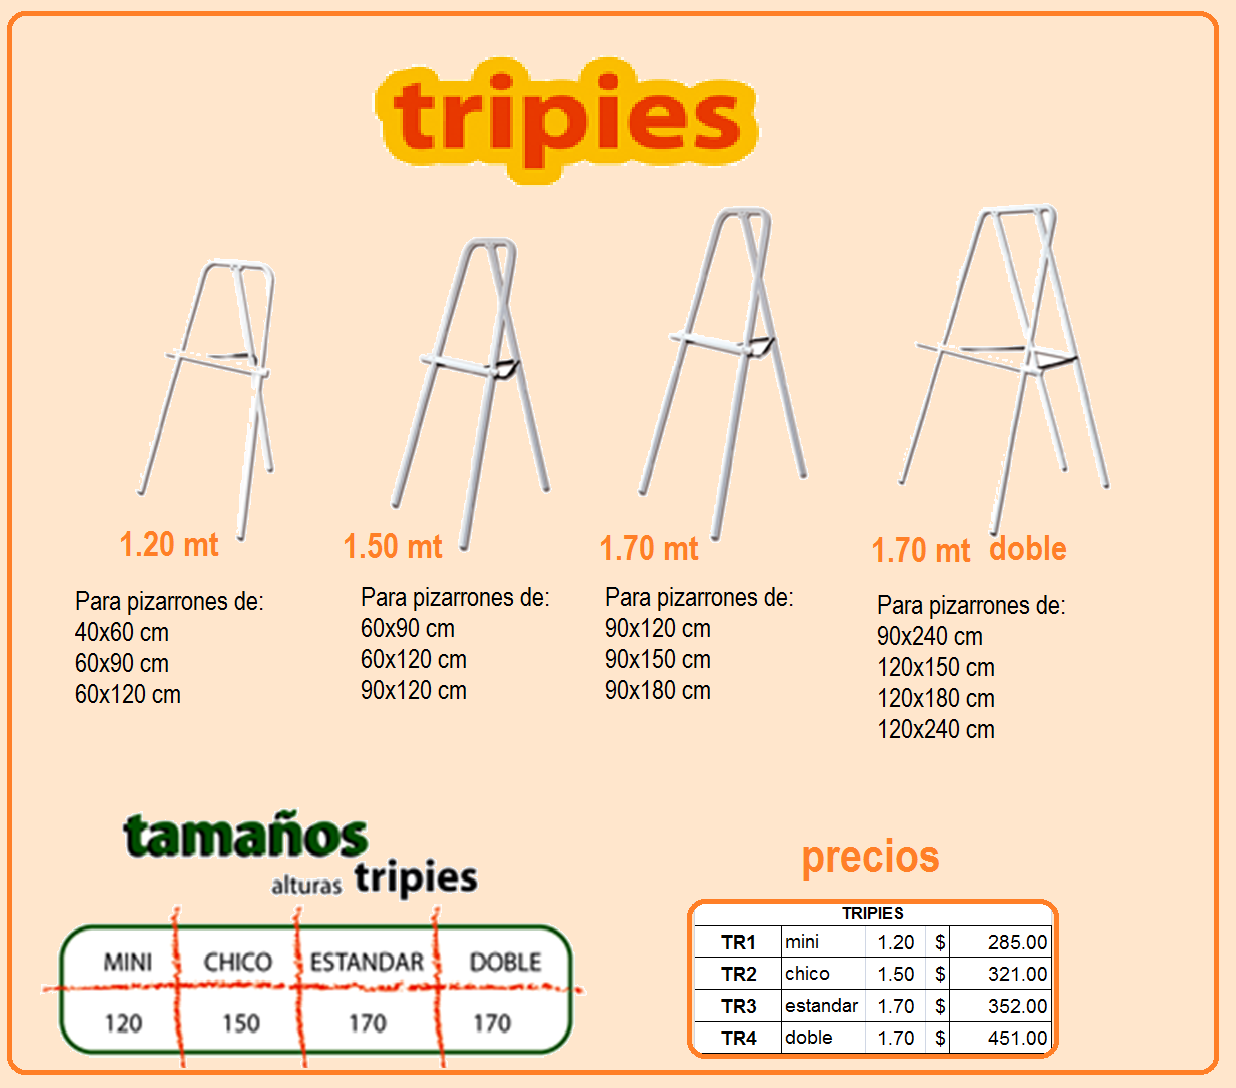 tripies
1.20 mt
Para pizarrones de:
40x60 cm
60x90 cm
60x120 cm
1.50 mt
Para pizarrones de:
60x90 cm
60x120 cm
90x120 cm
1.70 mt
Para pizarrones de:
90x120 cm
90x150 cm
90x180 cm
1.70 mt doble
Para pizarrones de:
90x240 cm
120x150 cm
120x180 cm
120x240 cm
tamaños
alturas tripies
MINI CHICO ESTANDAR DOBLE
120 150 170 170
precios
TRIPIES
TR1 mini 1.20 $ 285.00
TR2 chico 1.50 $ 321.00
TR3 estandar 1.70 $ 352.00
TR4 doble 1.70 $ 451.00